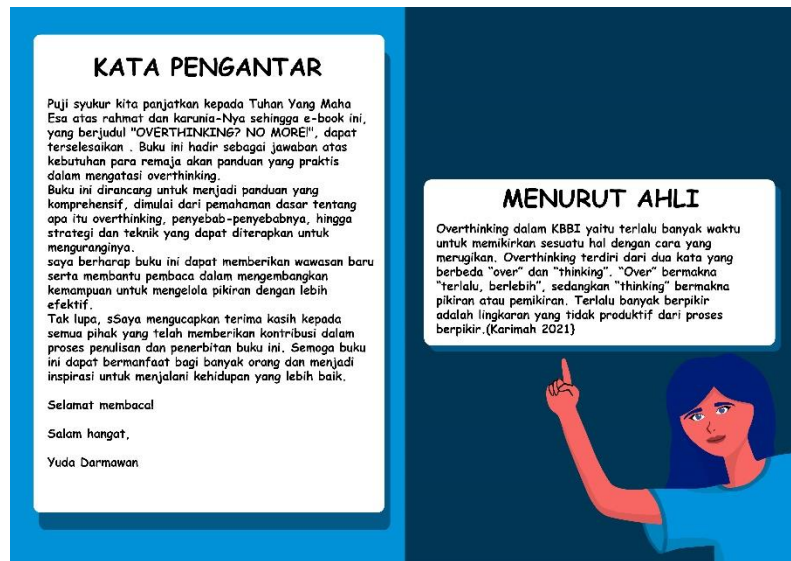 KATA PENGANTAR
Puji syukur kita panjatkan kepada Tuhan Yang Maha
Esa atas rahmat dan karunia-Nya sehingga e-book ini,
yang berjudul "OVERTHINKING? NO MORE!", dapat
terselesaikan . Buku ini hadir sebagai jawaban atas
kebutuhan para remaja akan panduan yang praktis
dalam mengatasi overthinking.
Buku ini dirancang untuk menjadi panduan yang
komprehensif, dimulai dari pemahaman dasar tentang
apa itu overthinking, penyebab-penyebabnya, hingga
strategi dan teknik yang dapat diterapkan untuk
menguranginya.
saya berharap buku ini dapat memberikan wawasan baru
serta membantu pembaca dalam mengembangkan
kemampuan untuk mengelola pikiran dengan lebih
efektif.
Tak lupa, sSaya mengucapkan terima kasih kepada
semua pihak yang telah memberikan kontribusi dalam
proses penulisan dan penerbitan buku ini. Semoga buku
ini dapat bermanfaat bagi banyak orang dan menjadi
inspirasi untuk menjalani kehidupan yang lebih baik.
Selamat membaca!
Salam hangat,
Yuda Darmawan
MENURUT AHLI
Overthinking dalam KBBI yaitu terlalu banyak waktu
untuk memikirkan sesuatu hal dengan cara yang
merugikan. Overthinking terdiri dari dua kata yang
berbeda “over” dan “thinking”. “Over” bermakna
“terlalu, berlebih”, sedangkan “thinking” bermakna
pikiran atau pemikiran. Terlalu banyak berpikir
adalah lingkaran yang tidak produktif dari proses
berpikir.(Karimah 2021}